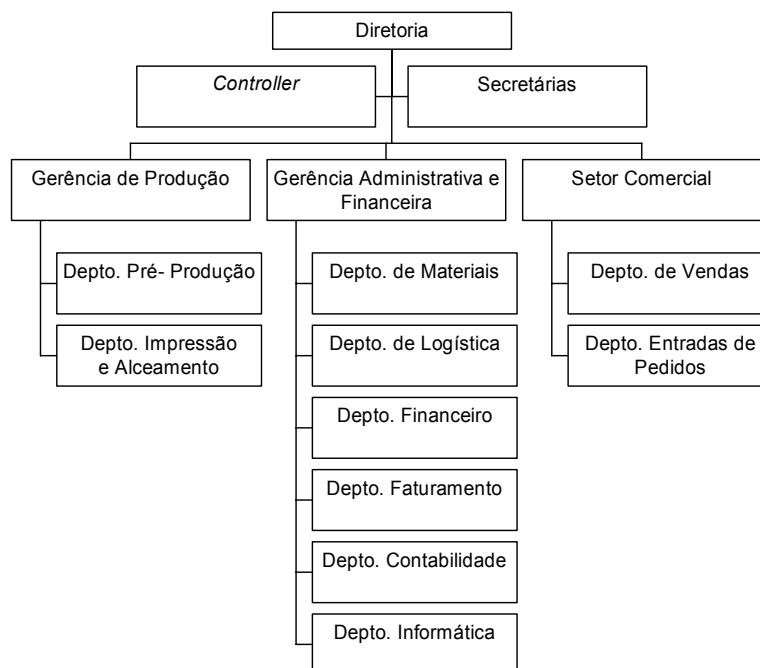 Diretoria
Controller
Secretárias
Gerência de Produção
Gerência Administrativa e
Financeira
Setor Comercial
Depto. Pré- Produção
Depto. Impressão
e Alceamento
Depto. de Materiais
Depto. de Logística
Depto. Financeiro
Depto. Faturamento
Depto. Contabilidade
Depto. Informática
Depto. de Vendas
Depto. Entradas de
Pedidos